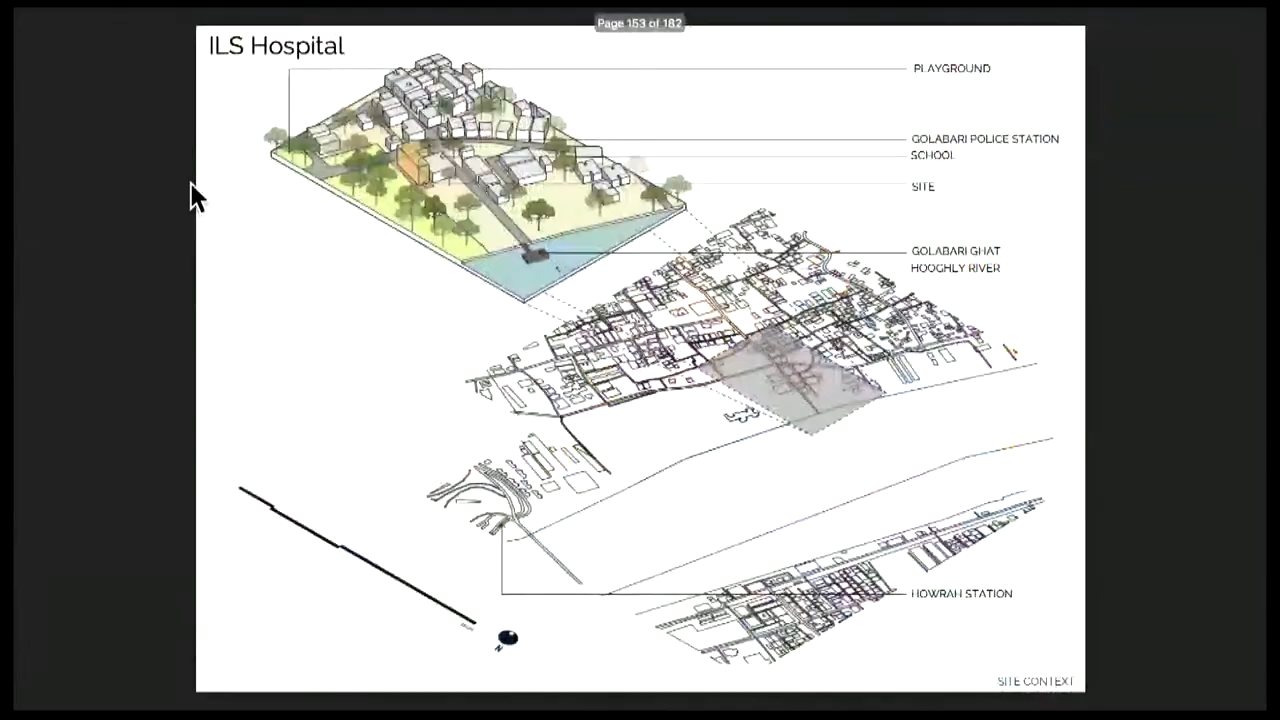 Page 153 of 182
ILS Hospital
PLAYGROUND
GOLABARI POLICE STATION
SCHOOL
SITE
GOLABARI GHAT
HOOGHLY RIVER
HOWRAH STATION
N
SITE CONTEXT